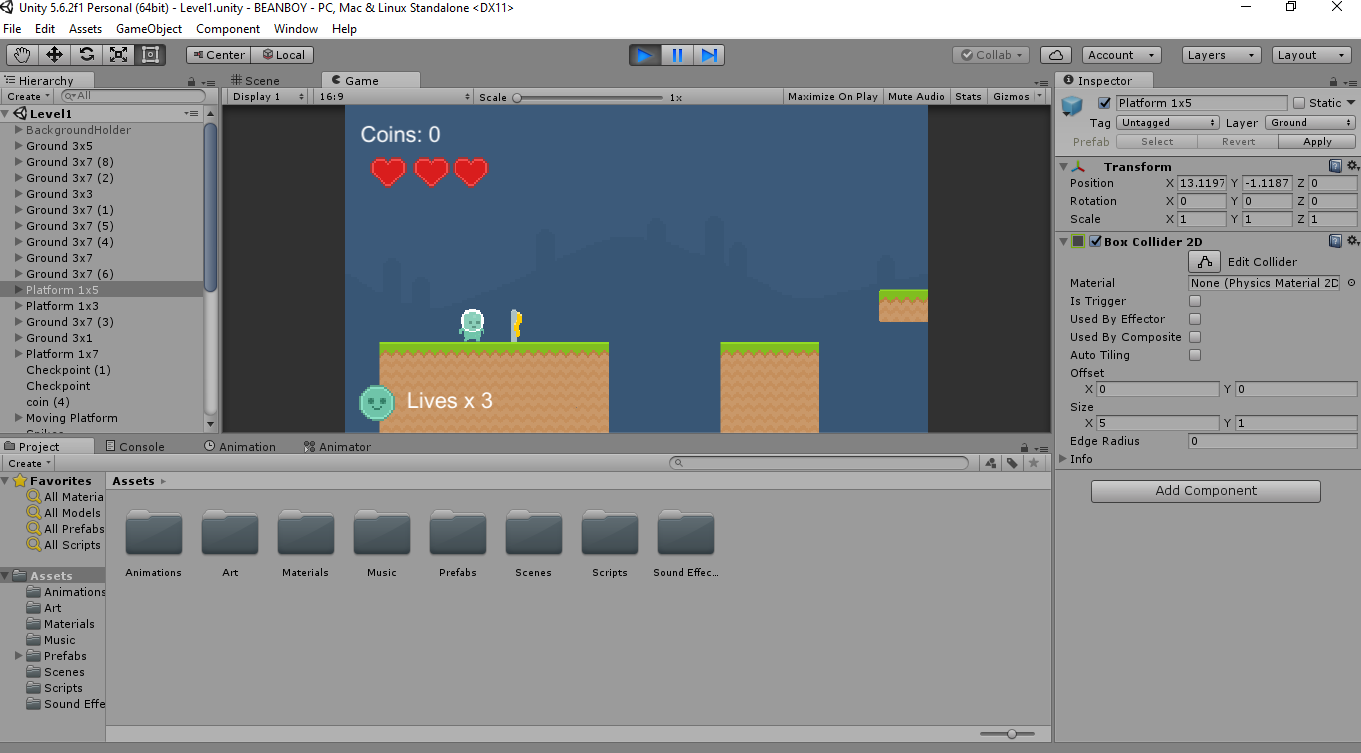 Unity 5.6.2f1 Personal (64bit) - Level1.unity - BEANBOY - PC, Mac & Linux Standalone <DX11>
File Edit Assets GameObject Component Window Help
Center Local Collab Account Layers Layout
Hierarchy
Create All
Level1
BackgroundHolder
Ground 3x5
Ground 3x7 (8)
Ground 3x7 (2)
Ground 3x3
Ground 3x7 (1)
Ground 3x7 (5)
Ground 3x7 (4)
Ground 3x7
Ground 3x7 (6)
Platform 1x5
Platform 1x3
Ground 3x7 (3)
Ground 3x1
Platform 1x7
Checkpoint (1)
Checkpoint
coin (4)
Moving Platform
Scene Game
Display 1 16:9 Scale 1x Maximize On Play Mute Audio Stats Gizmos
Coins: 0
Lives x 3
Inspector
Platform 1x5 Static
Tag Untagged Layer Ground
Prefab Select Revert Apply
Transform
Position X 13.1197 Y -1.1187 Z 0
Rotation X 0 Y 0 Z 0
Scale X 1 Y 1 Z 1
Box Collider 2D
Edit Collider
Material None (Physics Material 2D
Is Trigger
Used By Effector
Used By Composite
Auto Tiling
Offset
X 0 Y 0
Size
X 5 Y 1
Edge Radius 0
Info
Add Component
Project Console Animation Animator
Create
Favorites
All Materia
All Models
All Prefabs
All Scripts
Assets
Animations
Art
Materials
Music
Prefabs
Scenes
Scripts
Sound Effe
Assets
Animations Art Materials Music Prefabs Scenes Scripts Sound Effec...